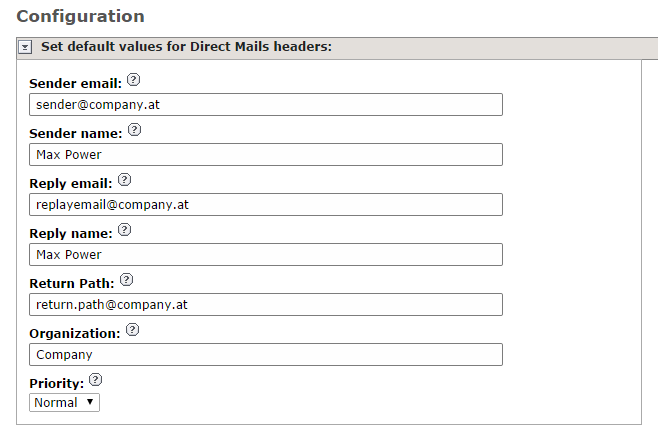 Configuration
Set default values for Direct Mails headers:
Sender email: ?
sender@company.at
Sender name: ?
Max Power
Reply email: ?
replayemail@company.at
Reply name: ?
Max Power
Return Path: ?
return.path@company.at
Organization: ?
Company
Priority: ?
Normal